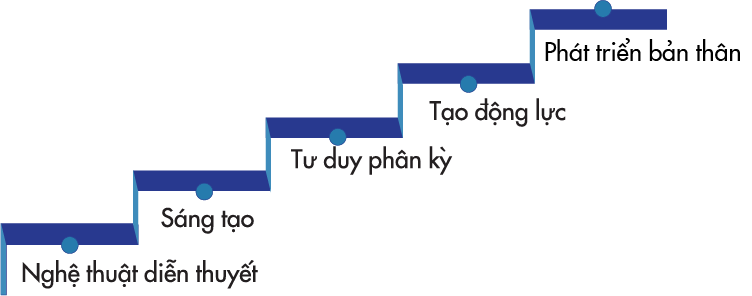 Phát triển bản thân
Tạo động lực
Tư duy phân kỳ
Sáng tạo
Nghệ thuật diễn thuyết